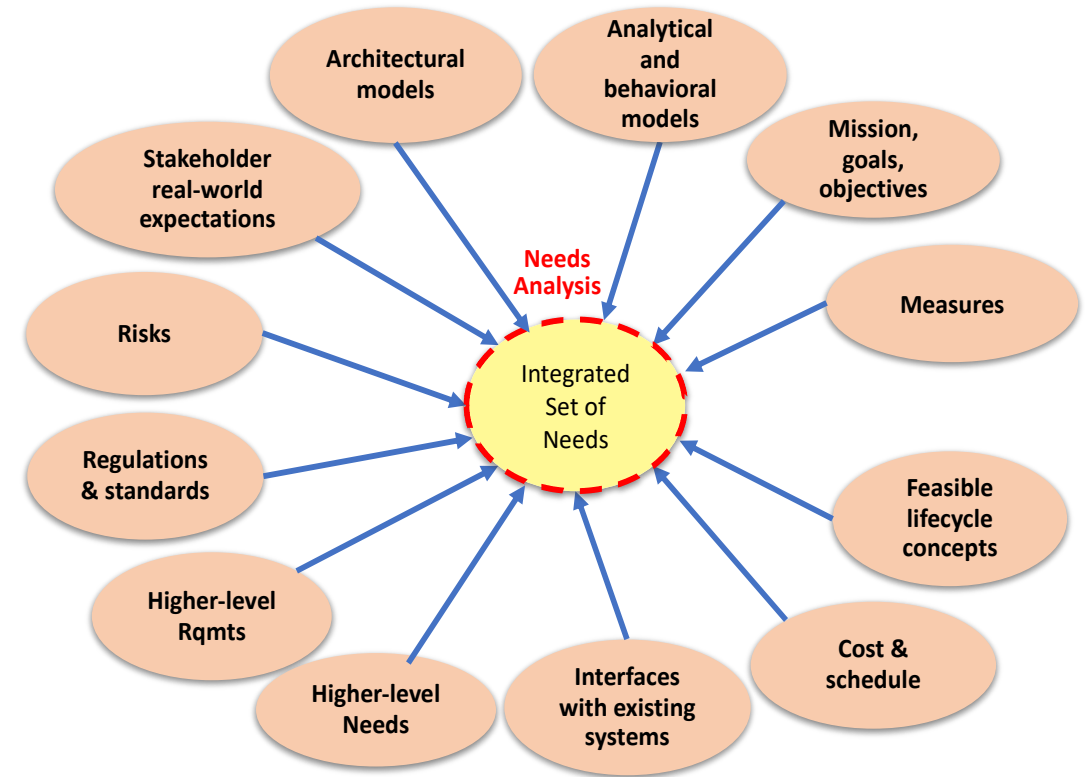 Architectural
models
Analytical
and
behavioral
models
Mission,
goals,
objectives
Stakeholder
real-world
expectations
Needs
Analysis
Measures
Risks
Integrated
Set of
Needs
Regulations
& standards
Feasible
lifecycle
concepts
Higher-level
Rqmts
Cost &
schedule
Higher-level
Needs
Interfaces
with existing
systems